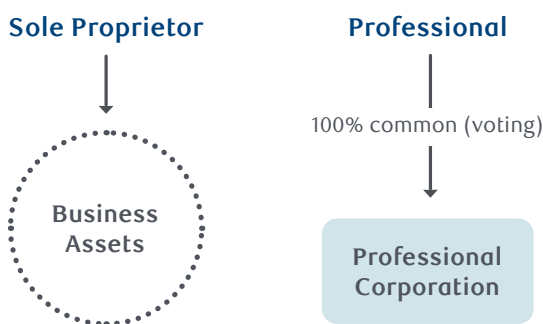 Sole Proprietor
Business
Assets
Professional
100% common (voting)
Professional
Corporation